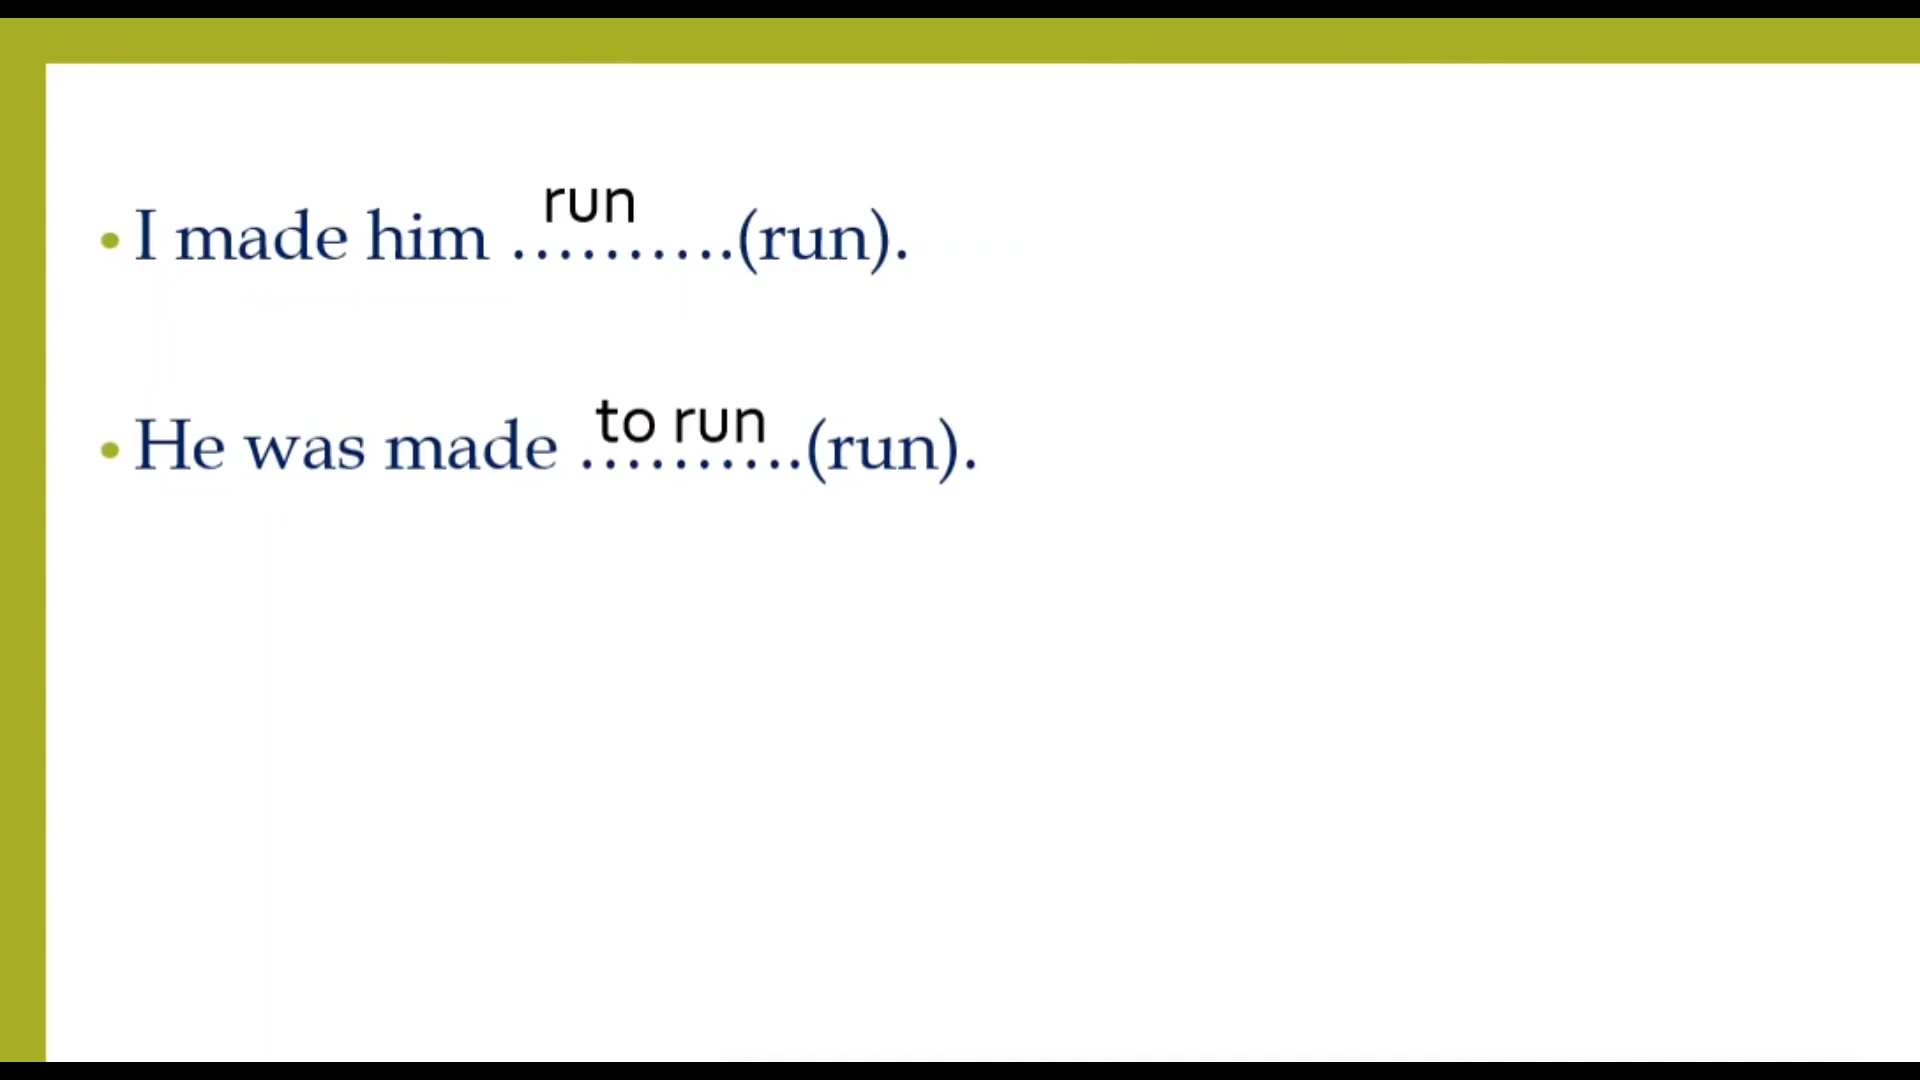 run
• I made him ……….(run).
to run
• He was made ……….(run).